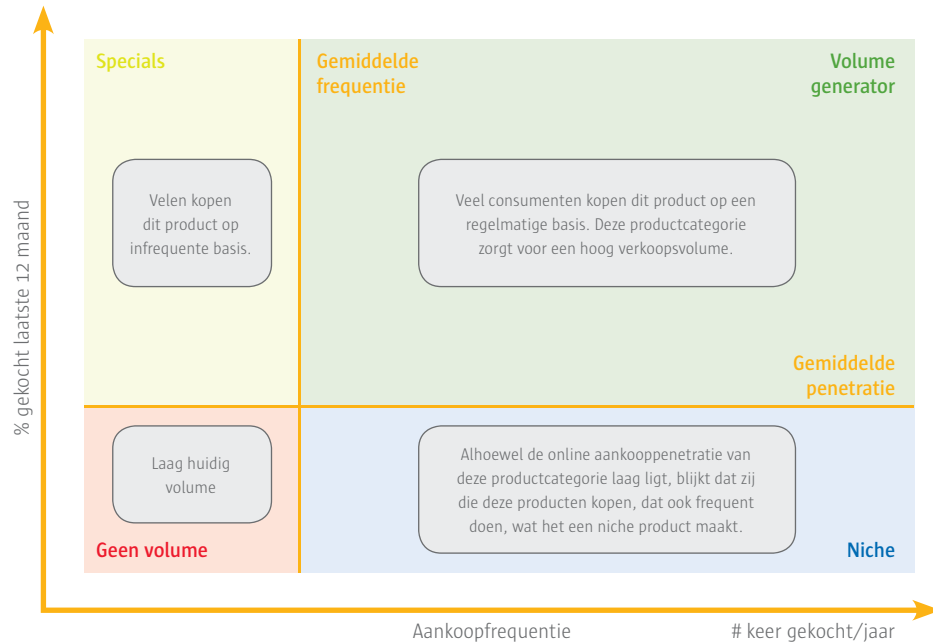 Specials
Gemiddelde
frequentie
Volume
generator
Velen kopen
dit product op
infrequente basis.
Veel consumenten kopen dit product op een
regelmatige basis. Deze productcategorie
zorgt voor een hoog verkoopsvolume.
% gekocht laatste 12 maand
Gemiddelde
penetratie
Laag huidig
volume
Alhoewel de online aankooppenetratie van
deze productcategorie laag ligt, blijkt dat zij
die deze producten kopen, dat ook frequent
doen, wat het een niche product maakt.
Geen volume
Niche
Aankoopfrequentie
# keer gekocht/jaar